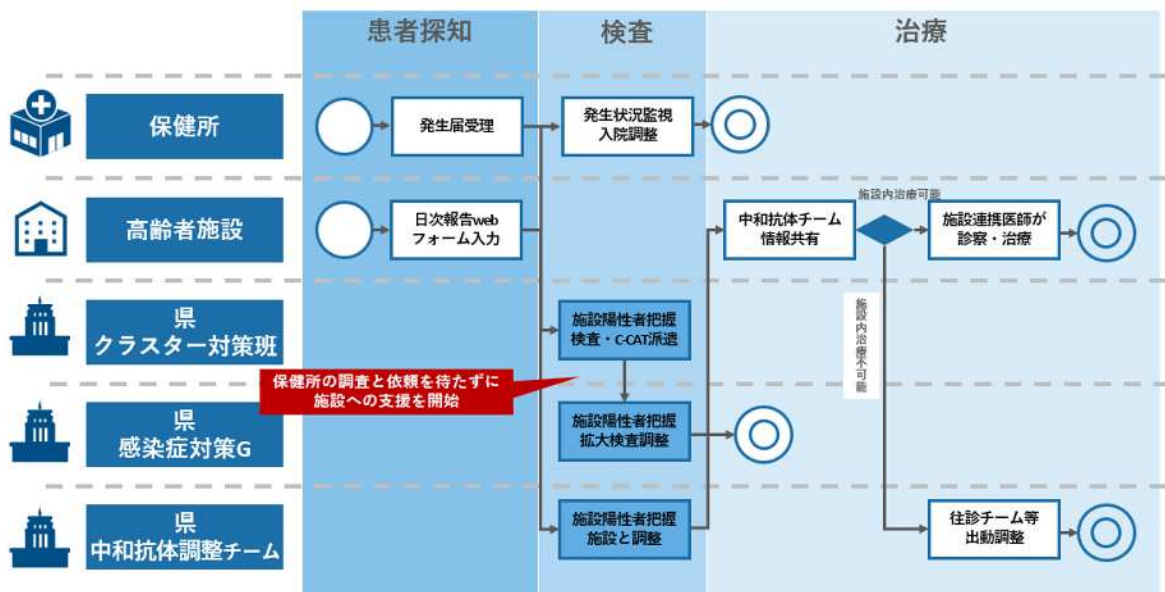 患者探知
検査
治療
保健所
発生届受理
発生状況監視
入院調整
高齢者施設
日次報告web
フォーム入力
中和抗体チーム
情報共有
施設内治療可能
施設連携医師が
診察・治療
県
クラスター対策班
施設陽性者把握
検査・C-CAT派遣
施設内治療不可能
保健所の調査と依頼を待たずに
施設への支援を開始
県
感染症対策G
施設陽性者把握
拡大検査調整
県
中和抗体調整チーム
施設陽性者把握
施設と調整
往診チーム等
出動調整